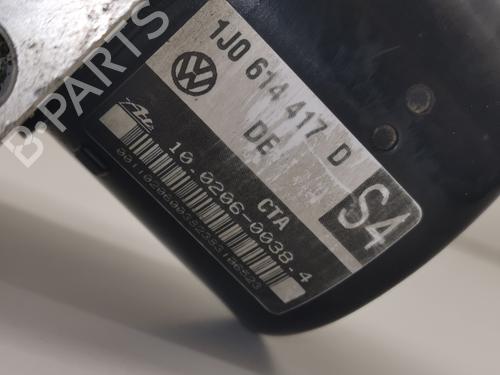 1J0 614 417 D
DE
S4
CTA
10.0206-0038.4
B-PARTS